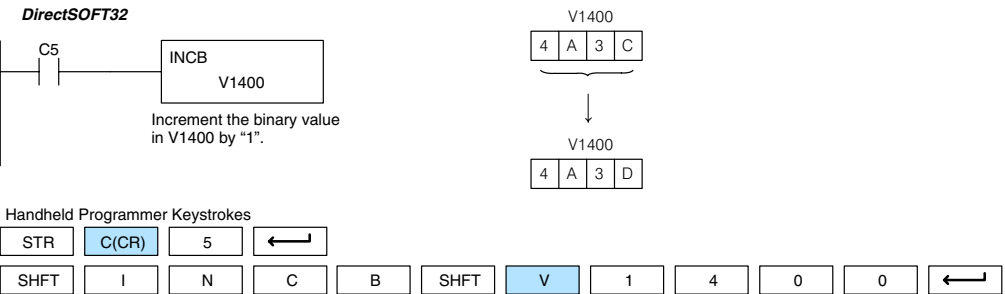 DirectSOFT32
C5
INCB
V1400
Increment the binary value
in V1400 by “1”.
V1400
4 A 3 C
V1400
4 A 3 D
Handheld Programmer Keystrokes
STR C(CR) 5
SHFT I N C B SHFT V 1 4 0 0